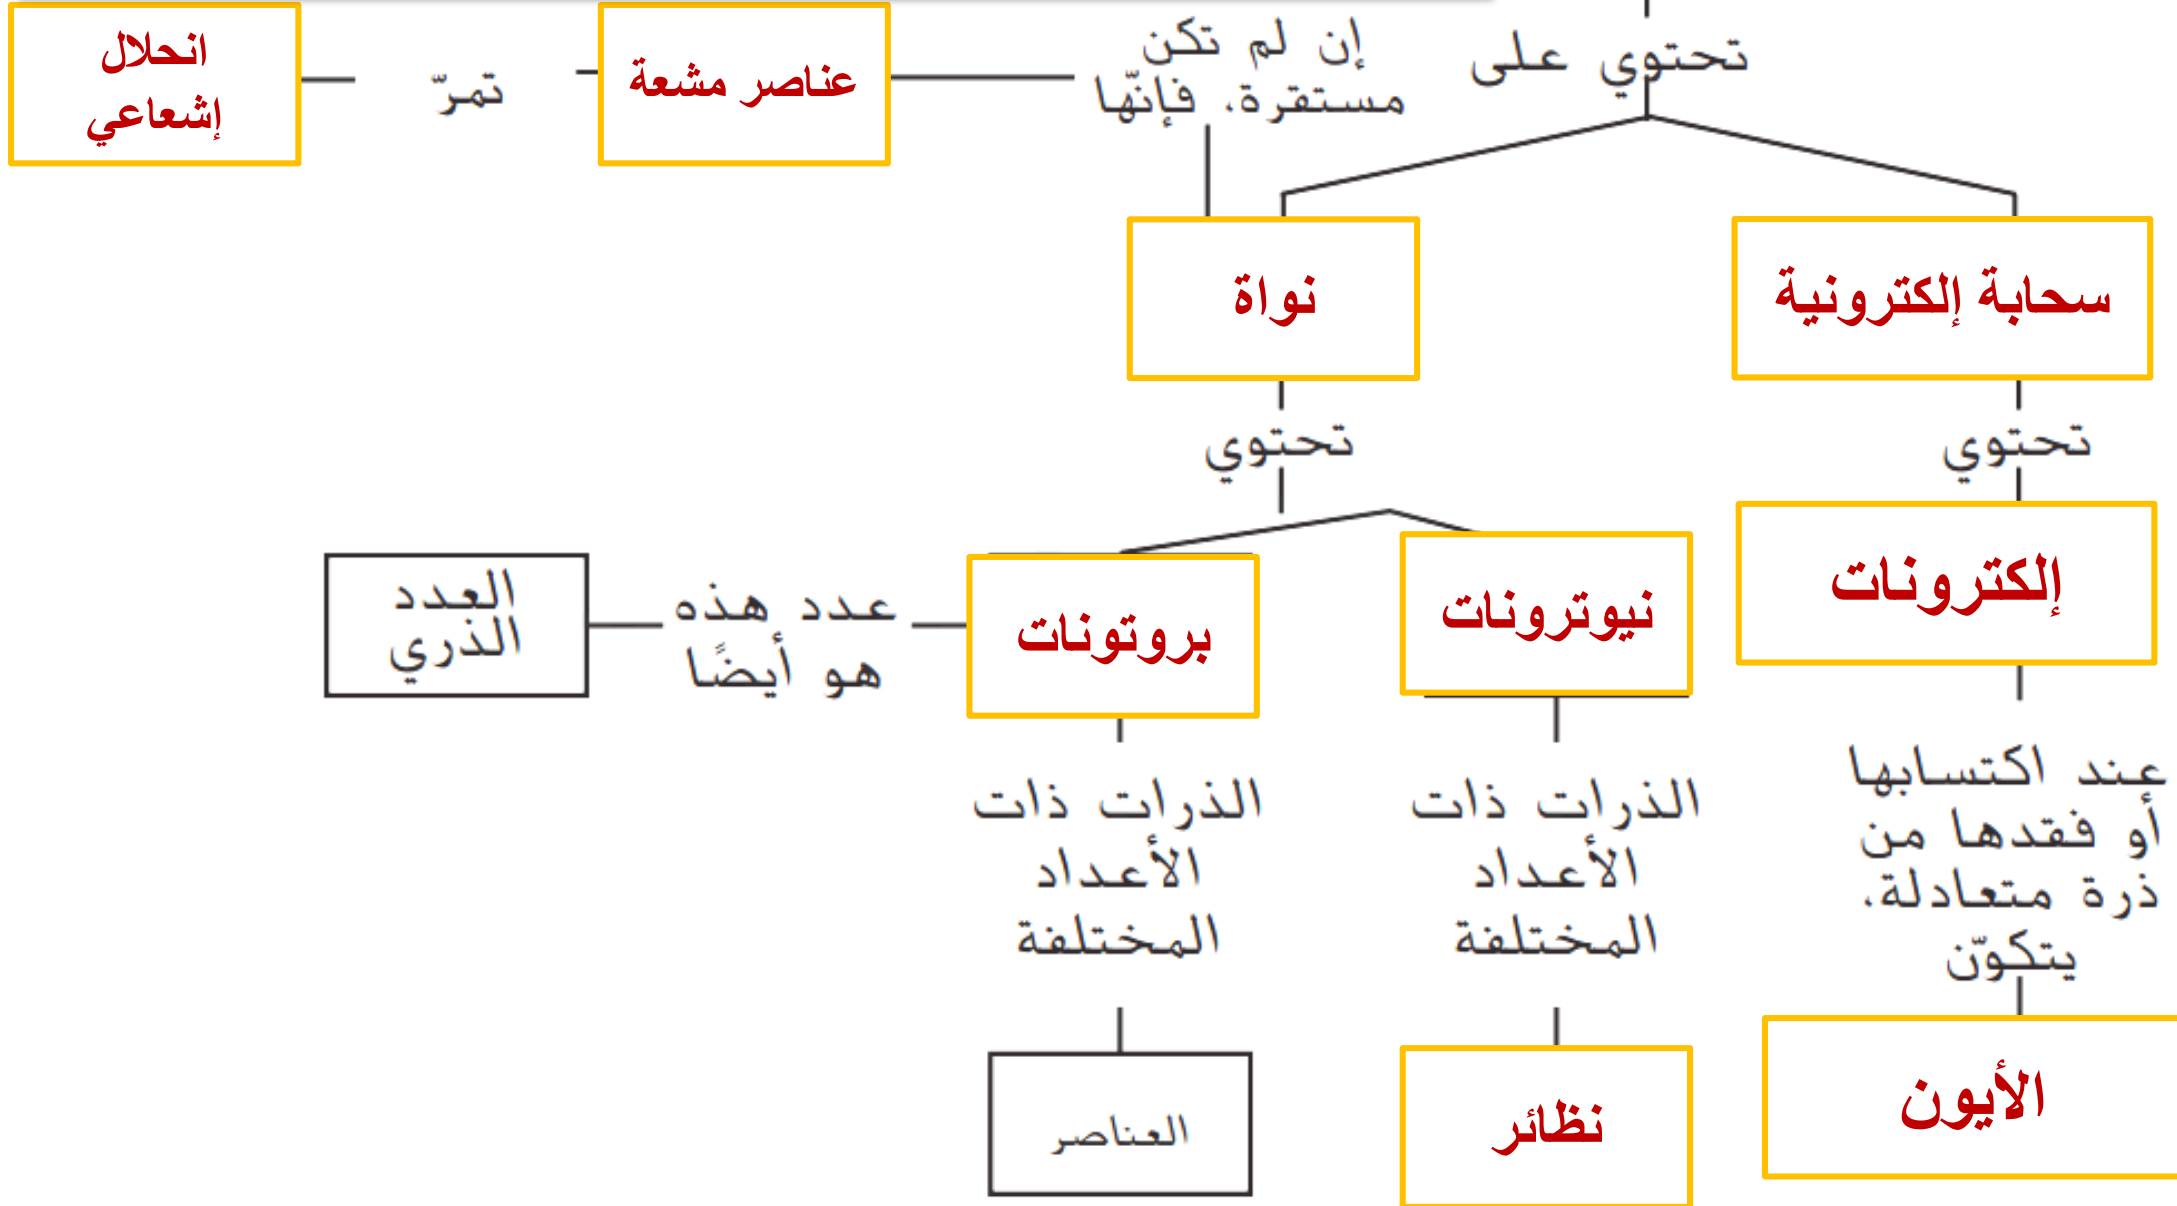 تحتوي على
إن لم تكن
مستقرة، فإنّها
عناصر مشعة
تمرّ
انحلال
إشعاعي
سحابة إلكترونية
نواة
تحتوي
تحتوي
إلكترونات
نيوترونات
بروتونات
عدد هذه
هو أيضًا
العدد
الذري
عند اكتسابها
أو فقدها من
ذرة متعادلة،
يتكوّن
الذرات ذات
الأعداد
المختلفة
الذرات ذات
الأعداد
المختلفة
الأيون
نظائر
العناصر